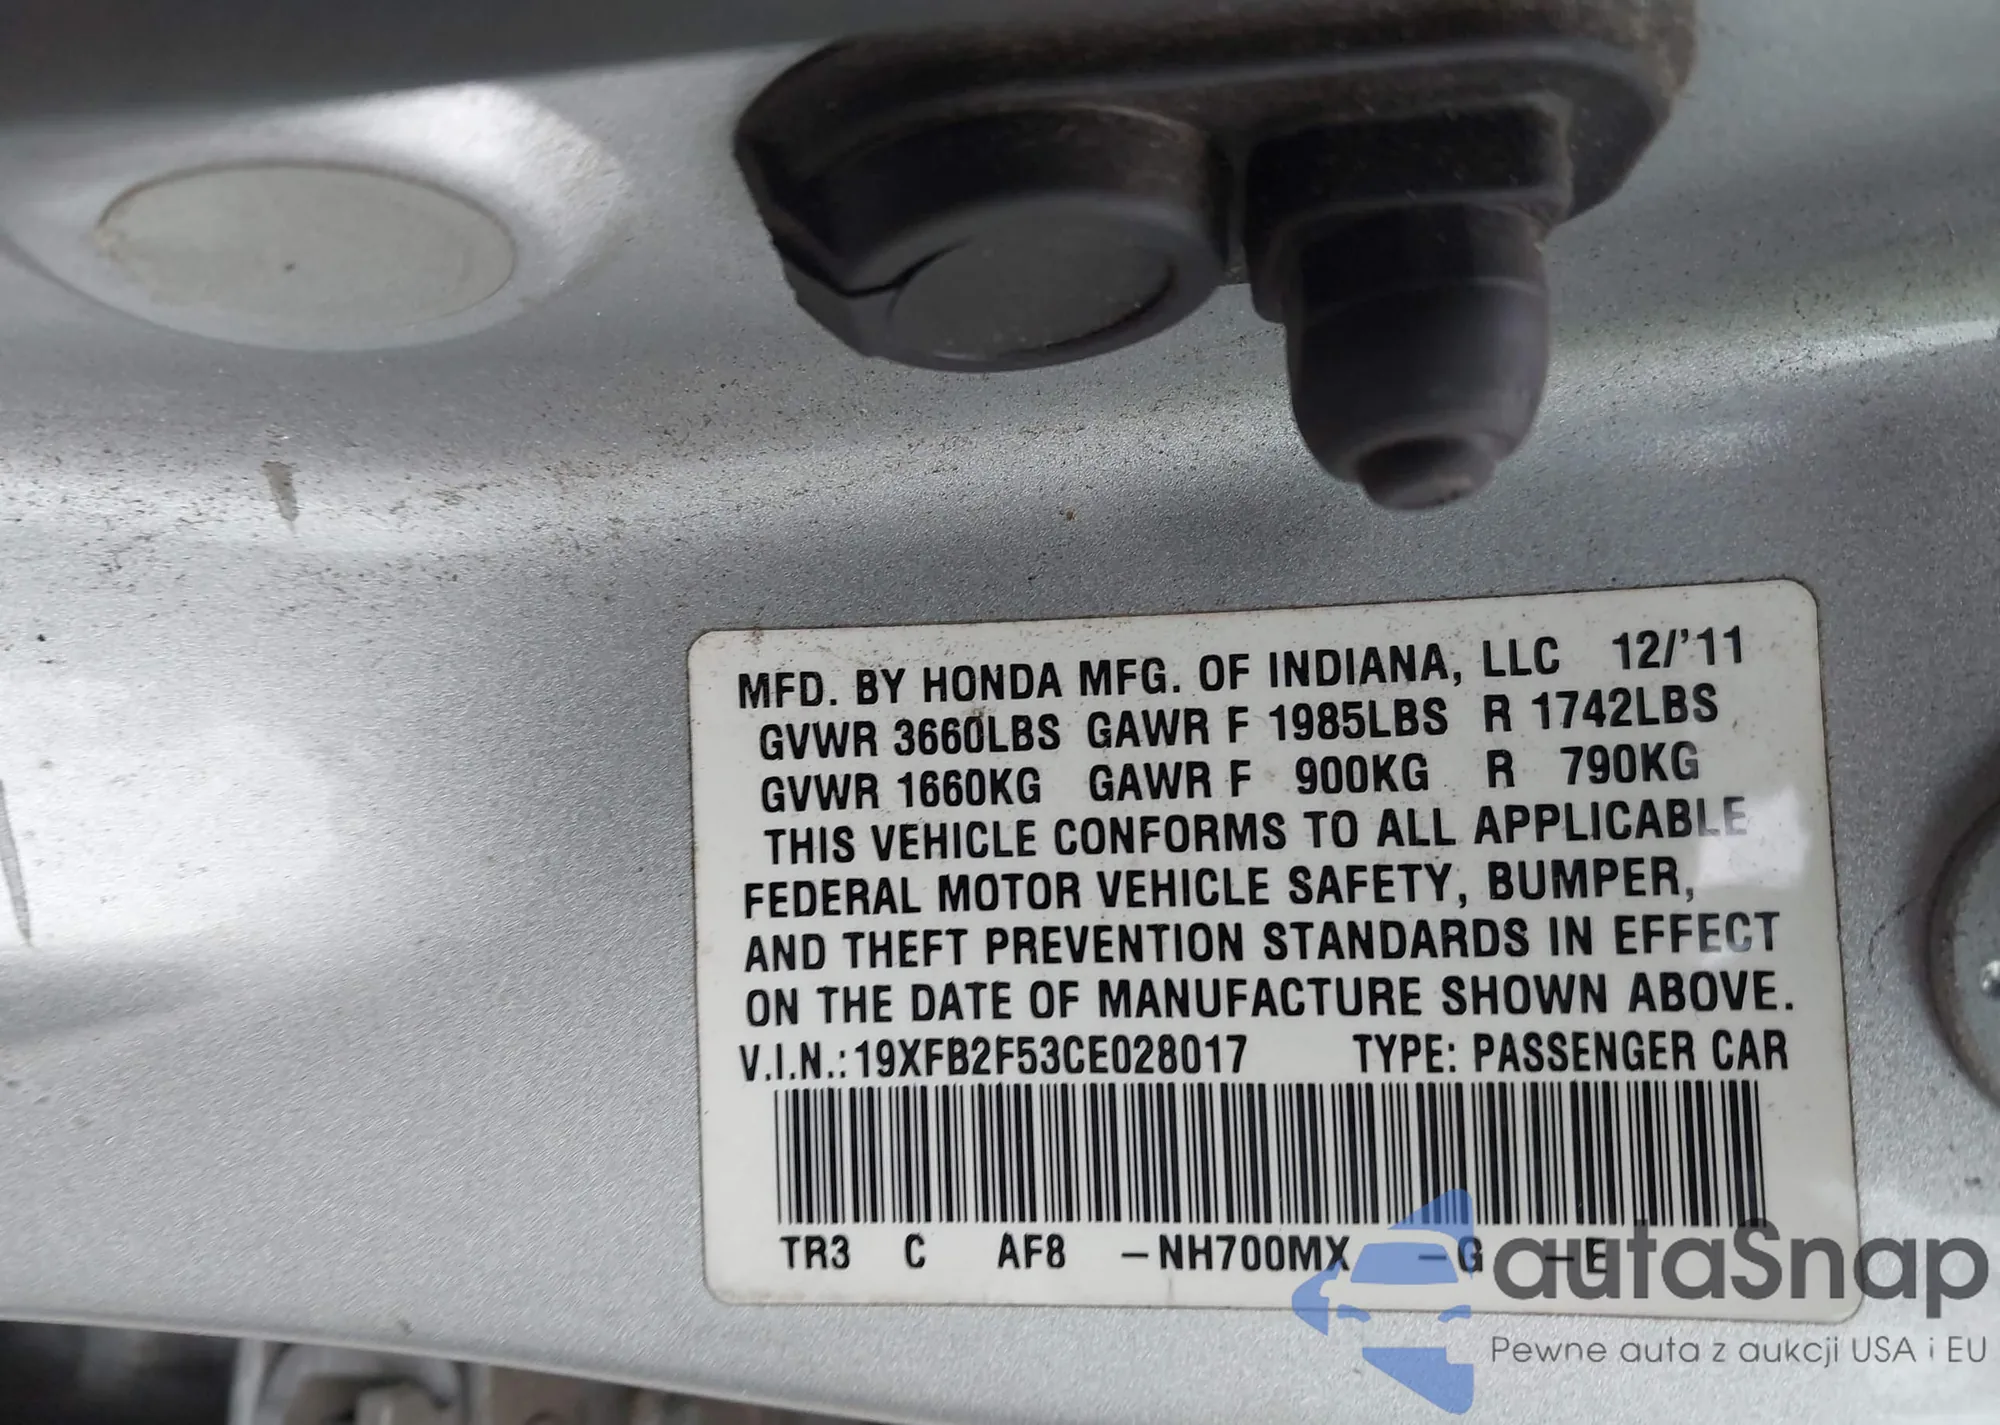 MFD. BY HONDA MFG. OF INDIANA, LLC 12/'11
GVWR 3660LBS GAWR F 1985LBS R 1742LBS
GVWR 1660KG GAWR F 900KG R 790KG
THIS VEHICLE CONFORMS TO ALL APPLICABLE
FEDERAL MOTOR VEHICLE SAFETY, BUMPER,
AND THEFT PREVENTION STANDARDS IN EFFECT
ON THE DATE OF MANUFACTURE SHOWN ABOVE.
V.I.N.:19XFB2F53CE028017 TYPE: PASSENGER CAR
TR3 C AF8 -NH700MX -G -E
autaSnap
Pewne auta z aukcji USA i EU